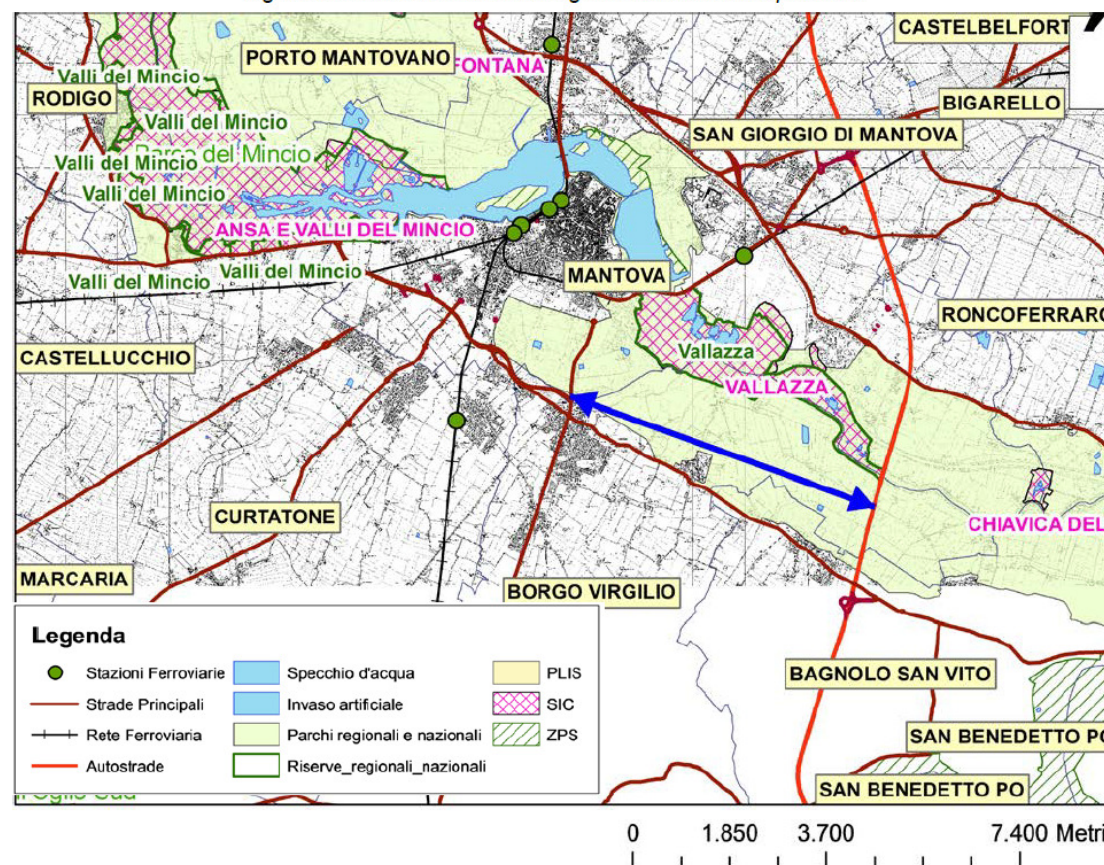 CASTELBELFORT
PORTO MANTOVANO
FONTANA
Valli del Mincio
RODIGO
BIGARELLO
Valli del Mincio
SAN GIORGIO DI MANTOVA
Valli del Mincio
del Mincio
Valli del Mincio
ANSA E VALLI DEL MINCIO
Valli del Mincio
MANTOVA
Valli del Mincio
RONCOFERRARO
CASTELLUCCHIO
Vallazza
VALLAZZA
CURTATONE
CHIAVICA DEL
MARCARIA
BORGO VIRGILIO
Legenda
Stazioni Ferroviarie
Specchio d'acqua
PLIS
Strade Principali
Invaso artificiale
SIC
Rete Ferroviaria
Parchi regionali e nazionali
ZPS
Autostrade
Riserve_regionali_nazionali
BAGNOLO SAN VITO
SAN BENEDETTO PO
SAN BENEDETTO PO
Oglio Sud
0 1.850 3.700 7.400 Metri